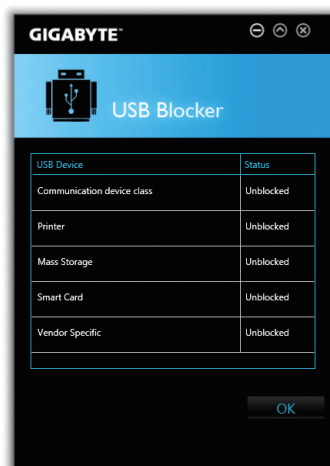 GIGABYTE™
USB Blocker
USB Device Status
Communication device class Unblocked
Printer Unblocked
Mass Storage Unblocked
Smart Card Unblocked
Vendor Specific Unblocked
OK